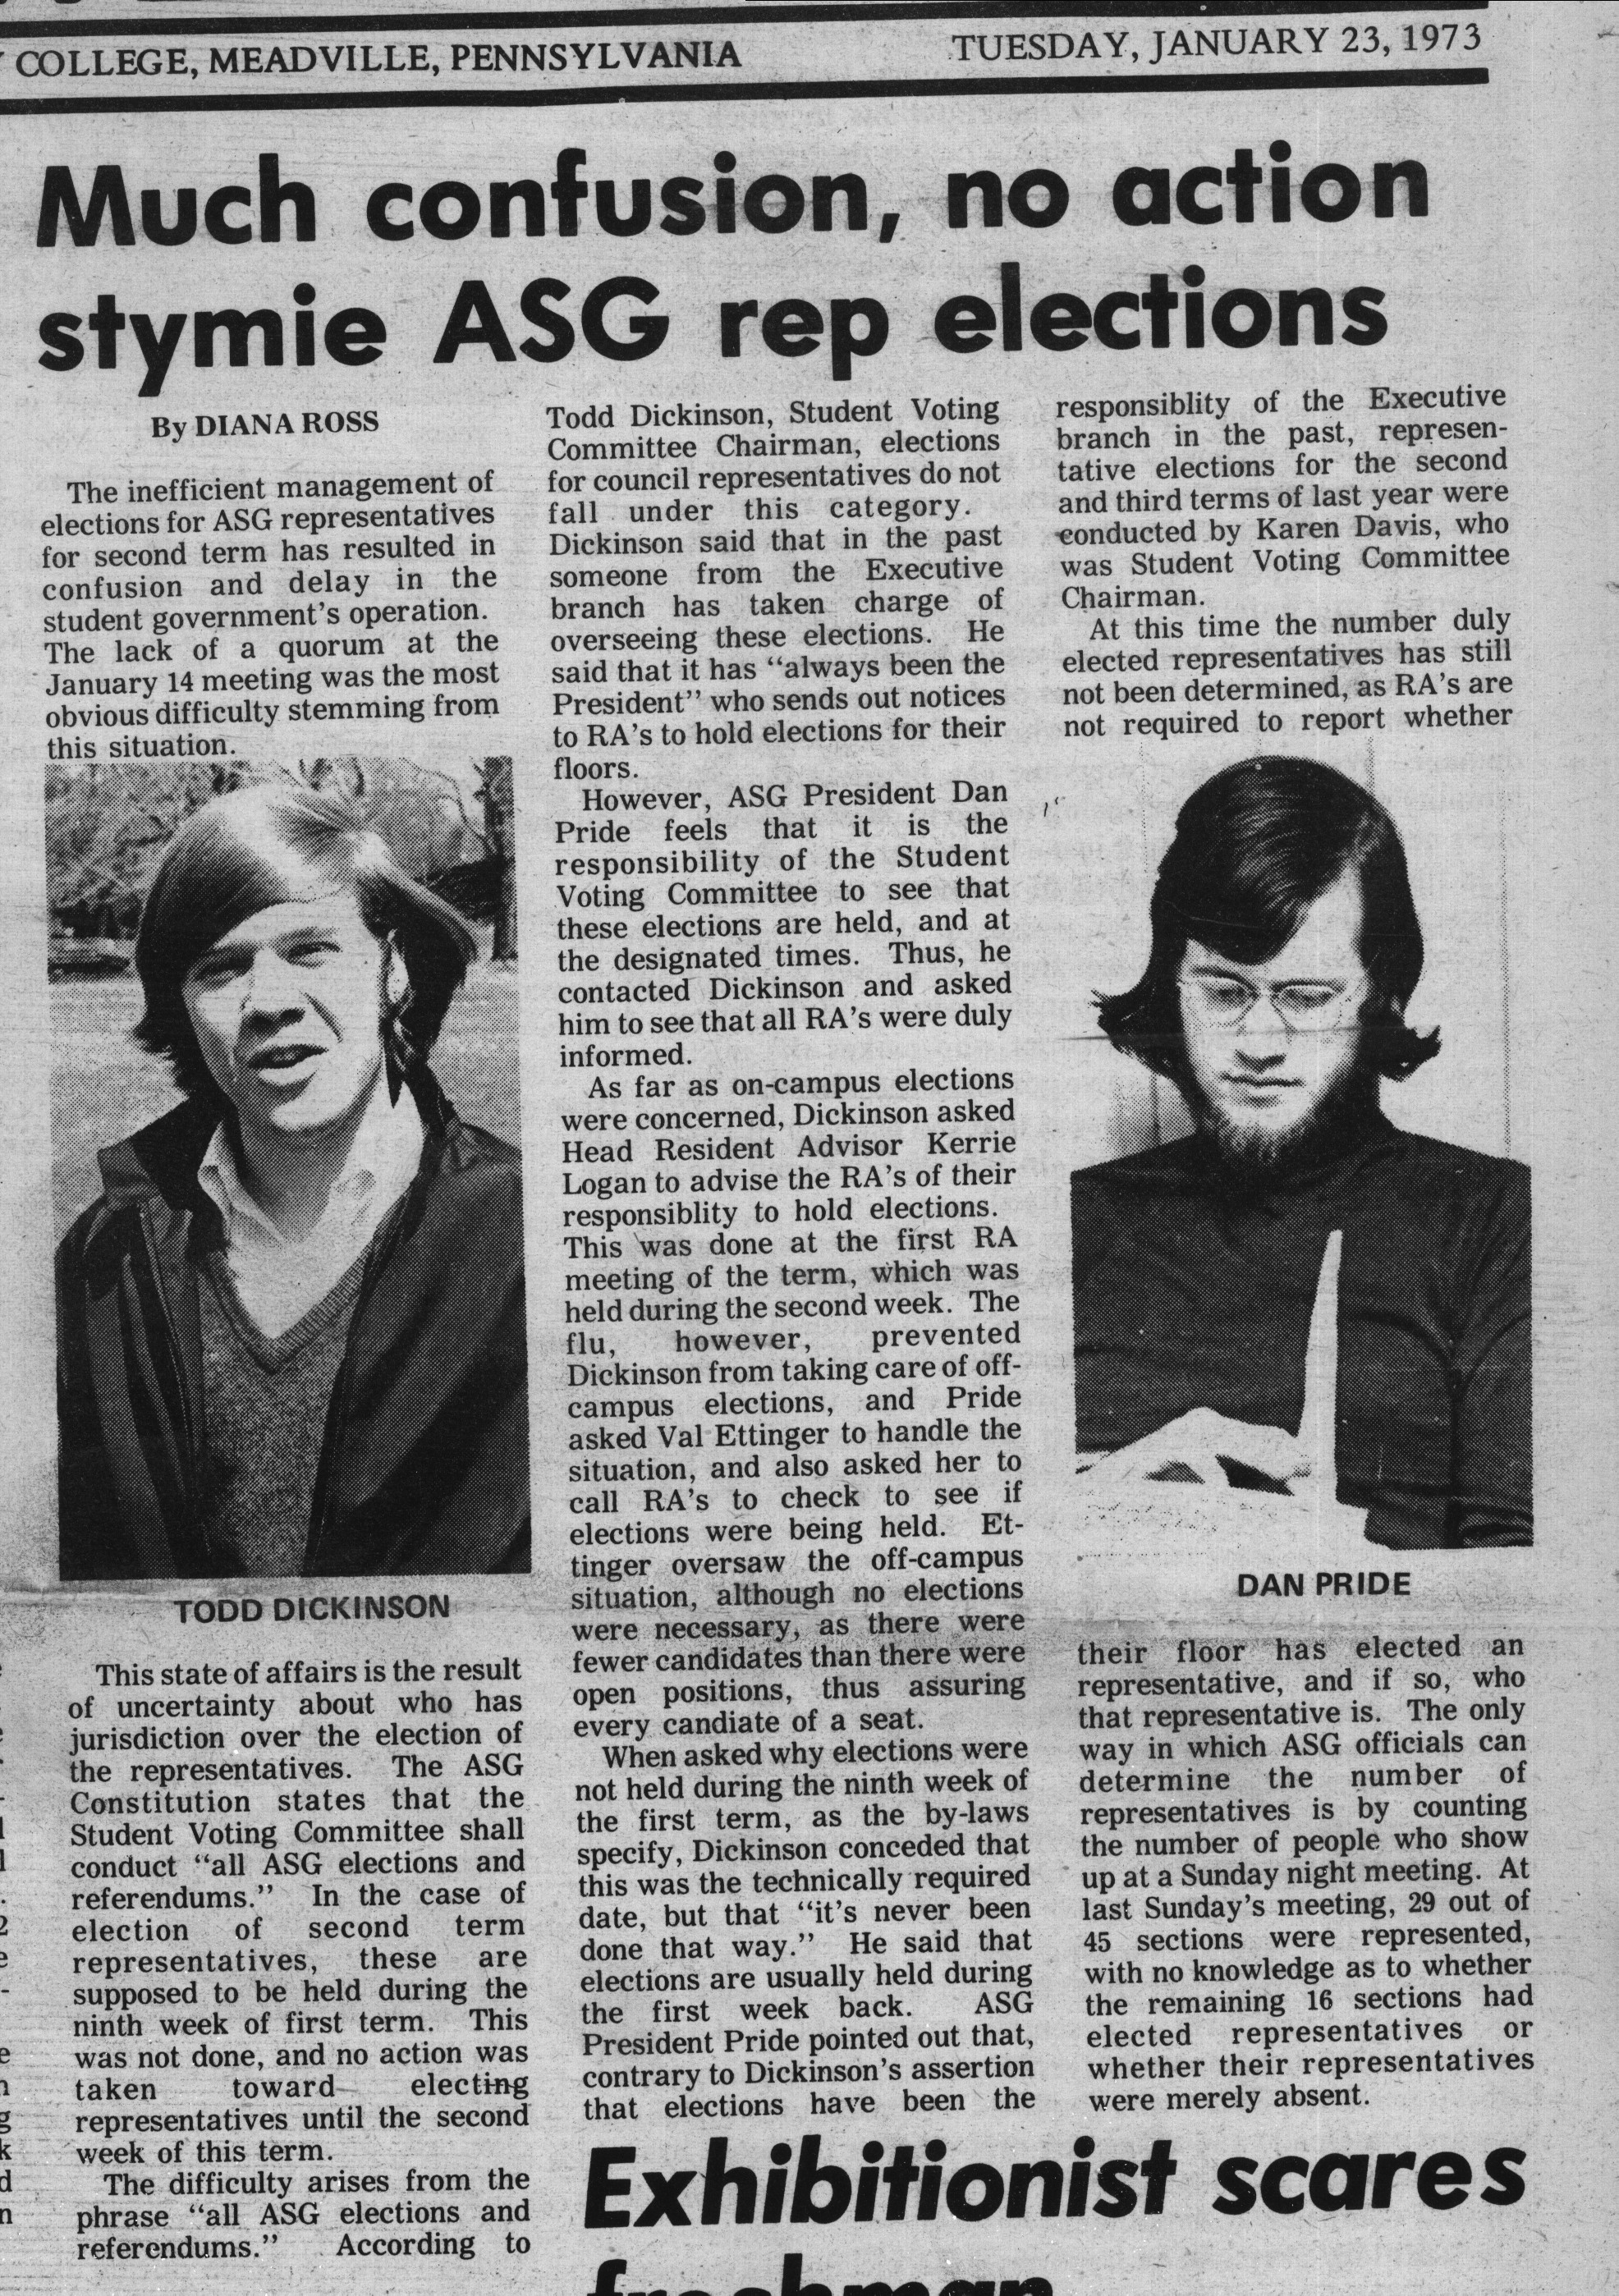 COLLEGE, MEADVILLE, PENNSYLVANIA
TUESDAY, JANUARY 23, 1973
Much confusion, no action
stymie ASG rep elections
By DIANA ROSS
The inefficient management of
elections for ASG representatives
for second term has resulted in
confusion and delay in the
student government's operation.
The lack of a quorum at the
January 14 meeting was the most
obvious difficulty stemming from
this situation.
TODD DICKINSON
This state of affairs is the result
of uncertainty about who has
jurisdiction over the election of
the representatives. The ASG
Constitution states that the
Student Voting Committee shall
conduct "all ASG elections and
referendums." In the case of
election of second term
representatives, these are
supposed to be held during the
ninth week of first term. This
was not done, and no action was
taken toward electing
representatives until the second
week of this term.
The difficulty arises from the
phrase "all ASG elections and
referendums." According to
Todd Dickinson, Student Voting
Committee Chairman, elections
for council representatives do not
fall under this category.
Dickinson said that in the past
someone from the Executive
branch has taken charge of
overseeing these elections. He
said that it has "always been the
President" who sends out notices
to RA's to hold elections for their
floors.
However, ASG President Dan
Pride feels that it is the
responsibility of the Student
Voting Committee to see that
these elections are held, and at
the designated times. Thus, he
contacted Dickinson and asked
him to see that all RA's were duly
informed.
As far as on-campus elections
were concerned, Dickinson asked
Head Resident Advisor Kerrie
Logan to advise the RA's of their
responsiblity to hold elections.
This was done at the first RA
meeting of the term, which was
held during the second week. The
flu, however, prevented
Dickinson from taking care of off-
campus elections, and Pride
asked Val Ettinger to handle the
situation, and also asked her to
call RA's to check to see if
elections were being held. Et-
tinger oversaw the off-campus
situation, although no elections
were necessary, as there were
fewer candidates than there were
open positions, thus assuring
every candiate of a seat.
When asked why elections were
not held during the ninth week of
the first term, as the by-laws
specify, Dickinson conceded that
this was the technically required
date, but that "it's never been
done that way." He said that
elections are usually held during
the first week back. ASG
President Pride pointed out that,
contrary to Dickinson's assertion
that elections have been the
responsiblity of the Executive
branch in the past, represen-
tative elections for the second
and third terms of last year were
conducted by Karen Davis, who
was Student Voting Committee
Chairman.
At this time the number duly
elected representatives has still
not been determined, as RA's are
not required to report whether
DAN PRIDE
their floor has elected an
representative, and if so, who
that representative is. The only
way in which ASG officials can
determine the number of
representatives is by counting
the number of people who show
up at a Sunday night meeting. At
last Sunday's meeting, 29 out of
45 sections were represented,
with no knowledge as to whether
the remaining 16 sections had
elected representatives or
whether their representatives
were merely absent.
Exhibitionist scares
freshman